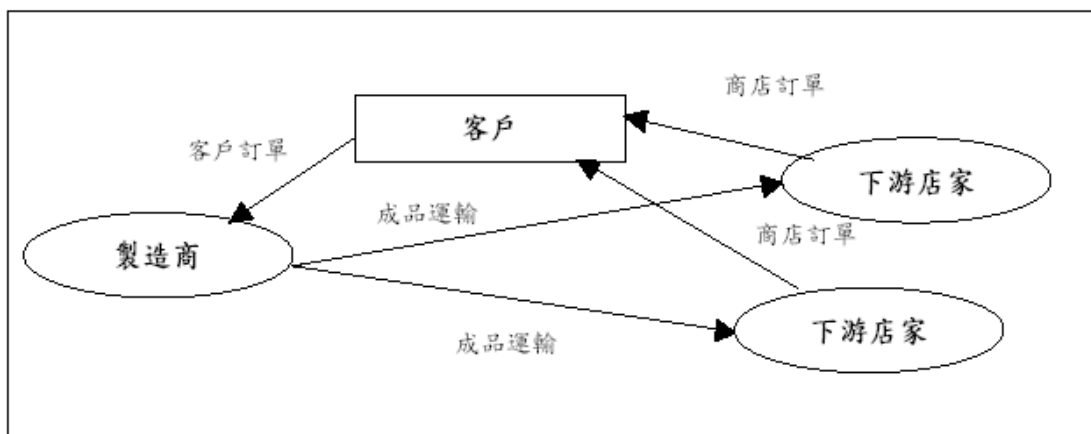 商店訂單
客戶
客戶訂單
下游店家
成品運輸
商店訂單
製造商
下游店家
成品運輸